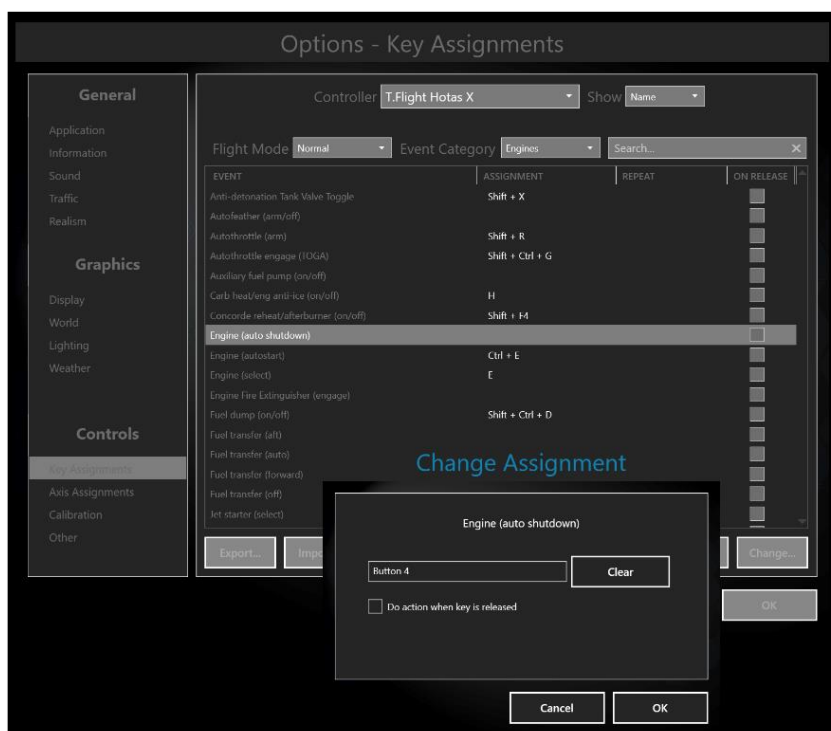 Options - Key Assignments
General
Application
Information
Sound
Traffic
Realism
Graphics
Display
World
Lighting
Weather
Controls
Key Assignments
Axis Assignments
Calibration
Other
Controller T.Flight Hotas X Show Name
Flight Mode Normal Event Category Engines Search... X
EVENT ASSIGNMENT REPEAT ON RELEASE
Anti-detonation Tank Valve Toggle Shift + X
Autofeather (arm/off)
Autothrottle (arm) Shift + R
Autothrottle engage (TOGA) Shift + Ctrl + G
Auxiliary fuel pump (on/off)
Carb heat/eng anti-ice (on/off) H
Concorde reheat/afterburner (on/off) Shift + F4
Engine (auto shutdown)
Engine (autostart) Ctrl + E
Engine (select) E
Engine Fire Extinguisher (engage)
Fuel dump (on/off) Shift + Ctrl + D
Fuel transfer (aft)
Fuel transfer (auto)
Fuel transfer (forward)
Fuel transfer (off)
Jet starter (select)
Export... Impo Change...
OK
Change Assignment
Engine (auto shutdown)
Button 4 Clear
Do action when key is released
Cancel OK